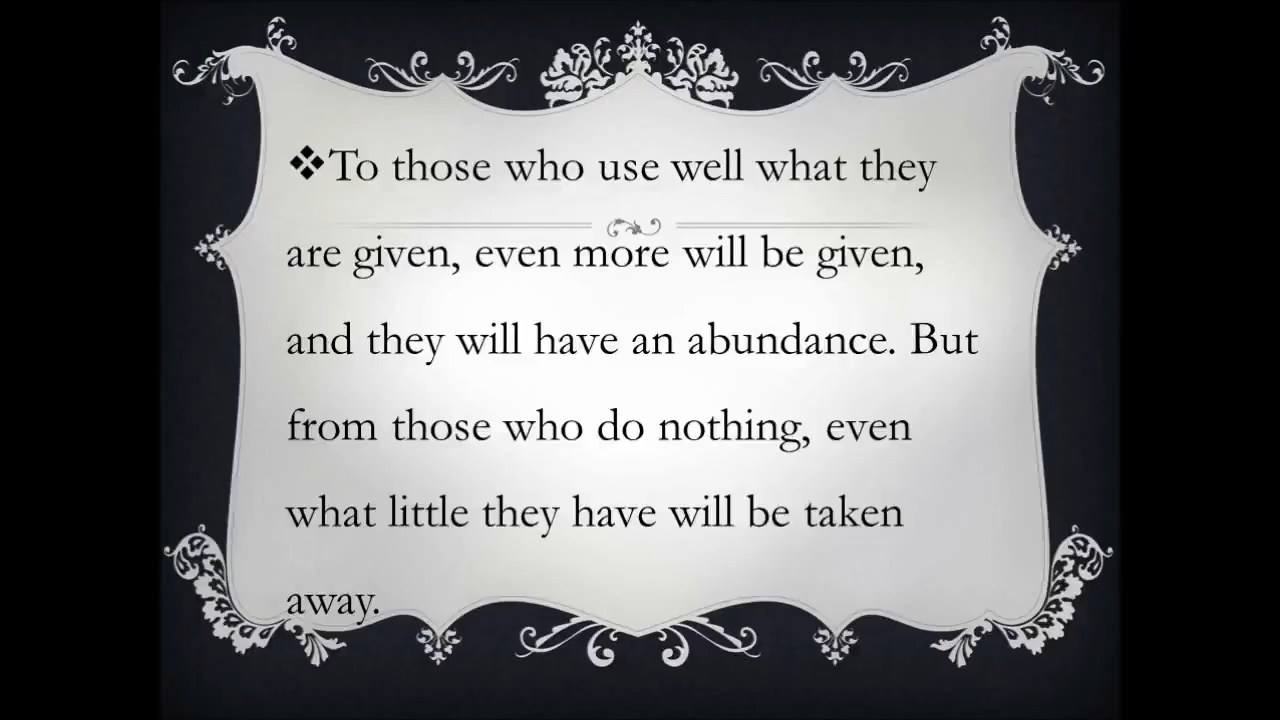 ❖To those who use well what they
are given, even more will be given,
and they will have an abundance. But
from those who do nothing, even
what little they have will be taken
away.